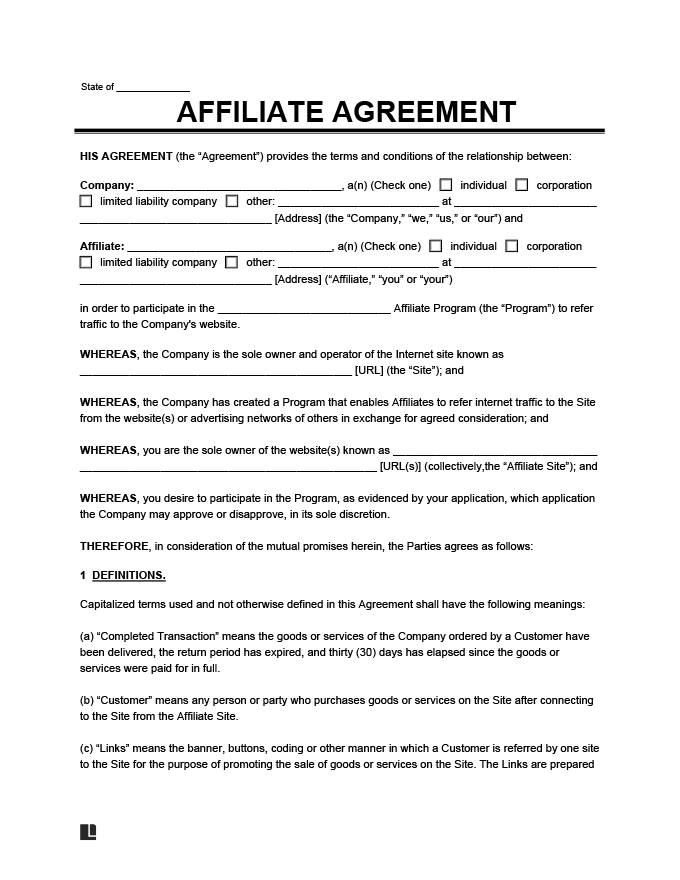 State of ______________
AFFILIATE AGREEMENT
HIS AGREEMENT (the “Agreement”) provides the terms and conditions of the relationship between:
Company: _________________________________, a(n) (Check one) ☐ individual ☐ corporation
☐ limited liability company ☐ other: __________________________ at _______________________
_______________________________ [Address] (the “Company,” “we,” “us,” or “our”) and
Affiliate: _________________________________, a(n) (Check one) ☐ individual ☐ corporation
☐ limited liability company ☐ other: __________________________ at _______________________
_______________________________ [Address] (“Affiliate,” “you” or “your”)
in order to participate in the ____________________________ Affiliate Program (the “Program”) to refer
traffic to the Company's website.
WHEREAS, the Company is the sole owner and operator of the Internet site known as
____________________________________________ [URL] (the “Site”); and
WHEREAS, the Company has created a Program that enables Affiliates to refer internet traffic to the Site
from the website(s) or advertising networks of others in exchange for agreed consideration; and
WHEREAS, you are the sole owner of the website(s) known as _________________________________
________________________________________________ [URL(s)] (collectively,the “Affiliate Site”); and
WHEREAS, you desire to participate in the Program, as evidenced by your application, which application
the Company may approve or disapprove, in its sole discretion.
THEREFORE, in consideration of the mutual promises herein, the Parties agrees as follows:
1 DEFINITIONS.
Capitalized terms used and not otherwise defined in this Agreement shall have the following meanings:
(a) “Completed Transaction” means the goods or services of the Company ordered by a Customer have
been delivered, the return period has expired, and thirty (30) days has elapsed since the goods or
services were paid for in full.
(b) “Customer” means any person or party who purchases goods or services on the Site after connecting
to the Site from the Affiliate Site.
(c) “Links” means the banner, buttons, coding or other manner in which a Customer is referred by one site
to the Site for the purpose of promoting the sale of goods or services on the Site. The Links are prepared